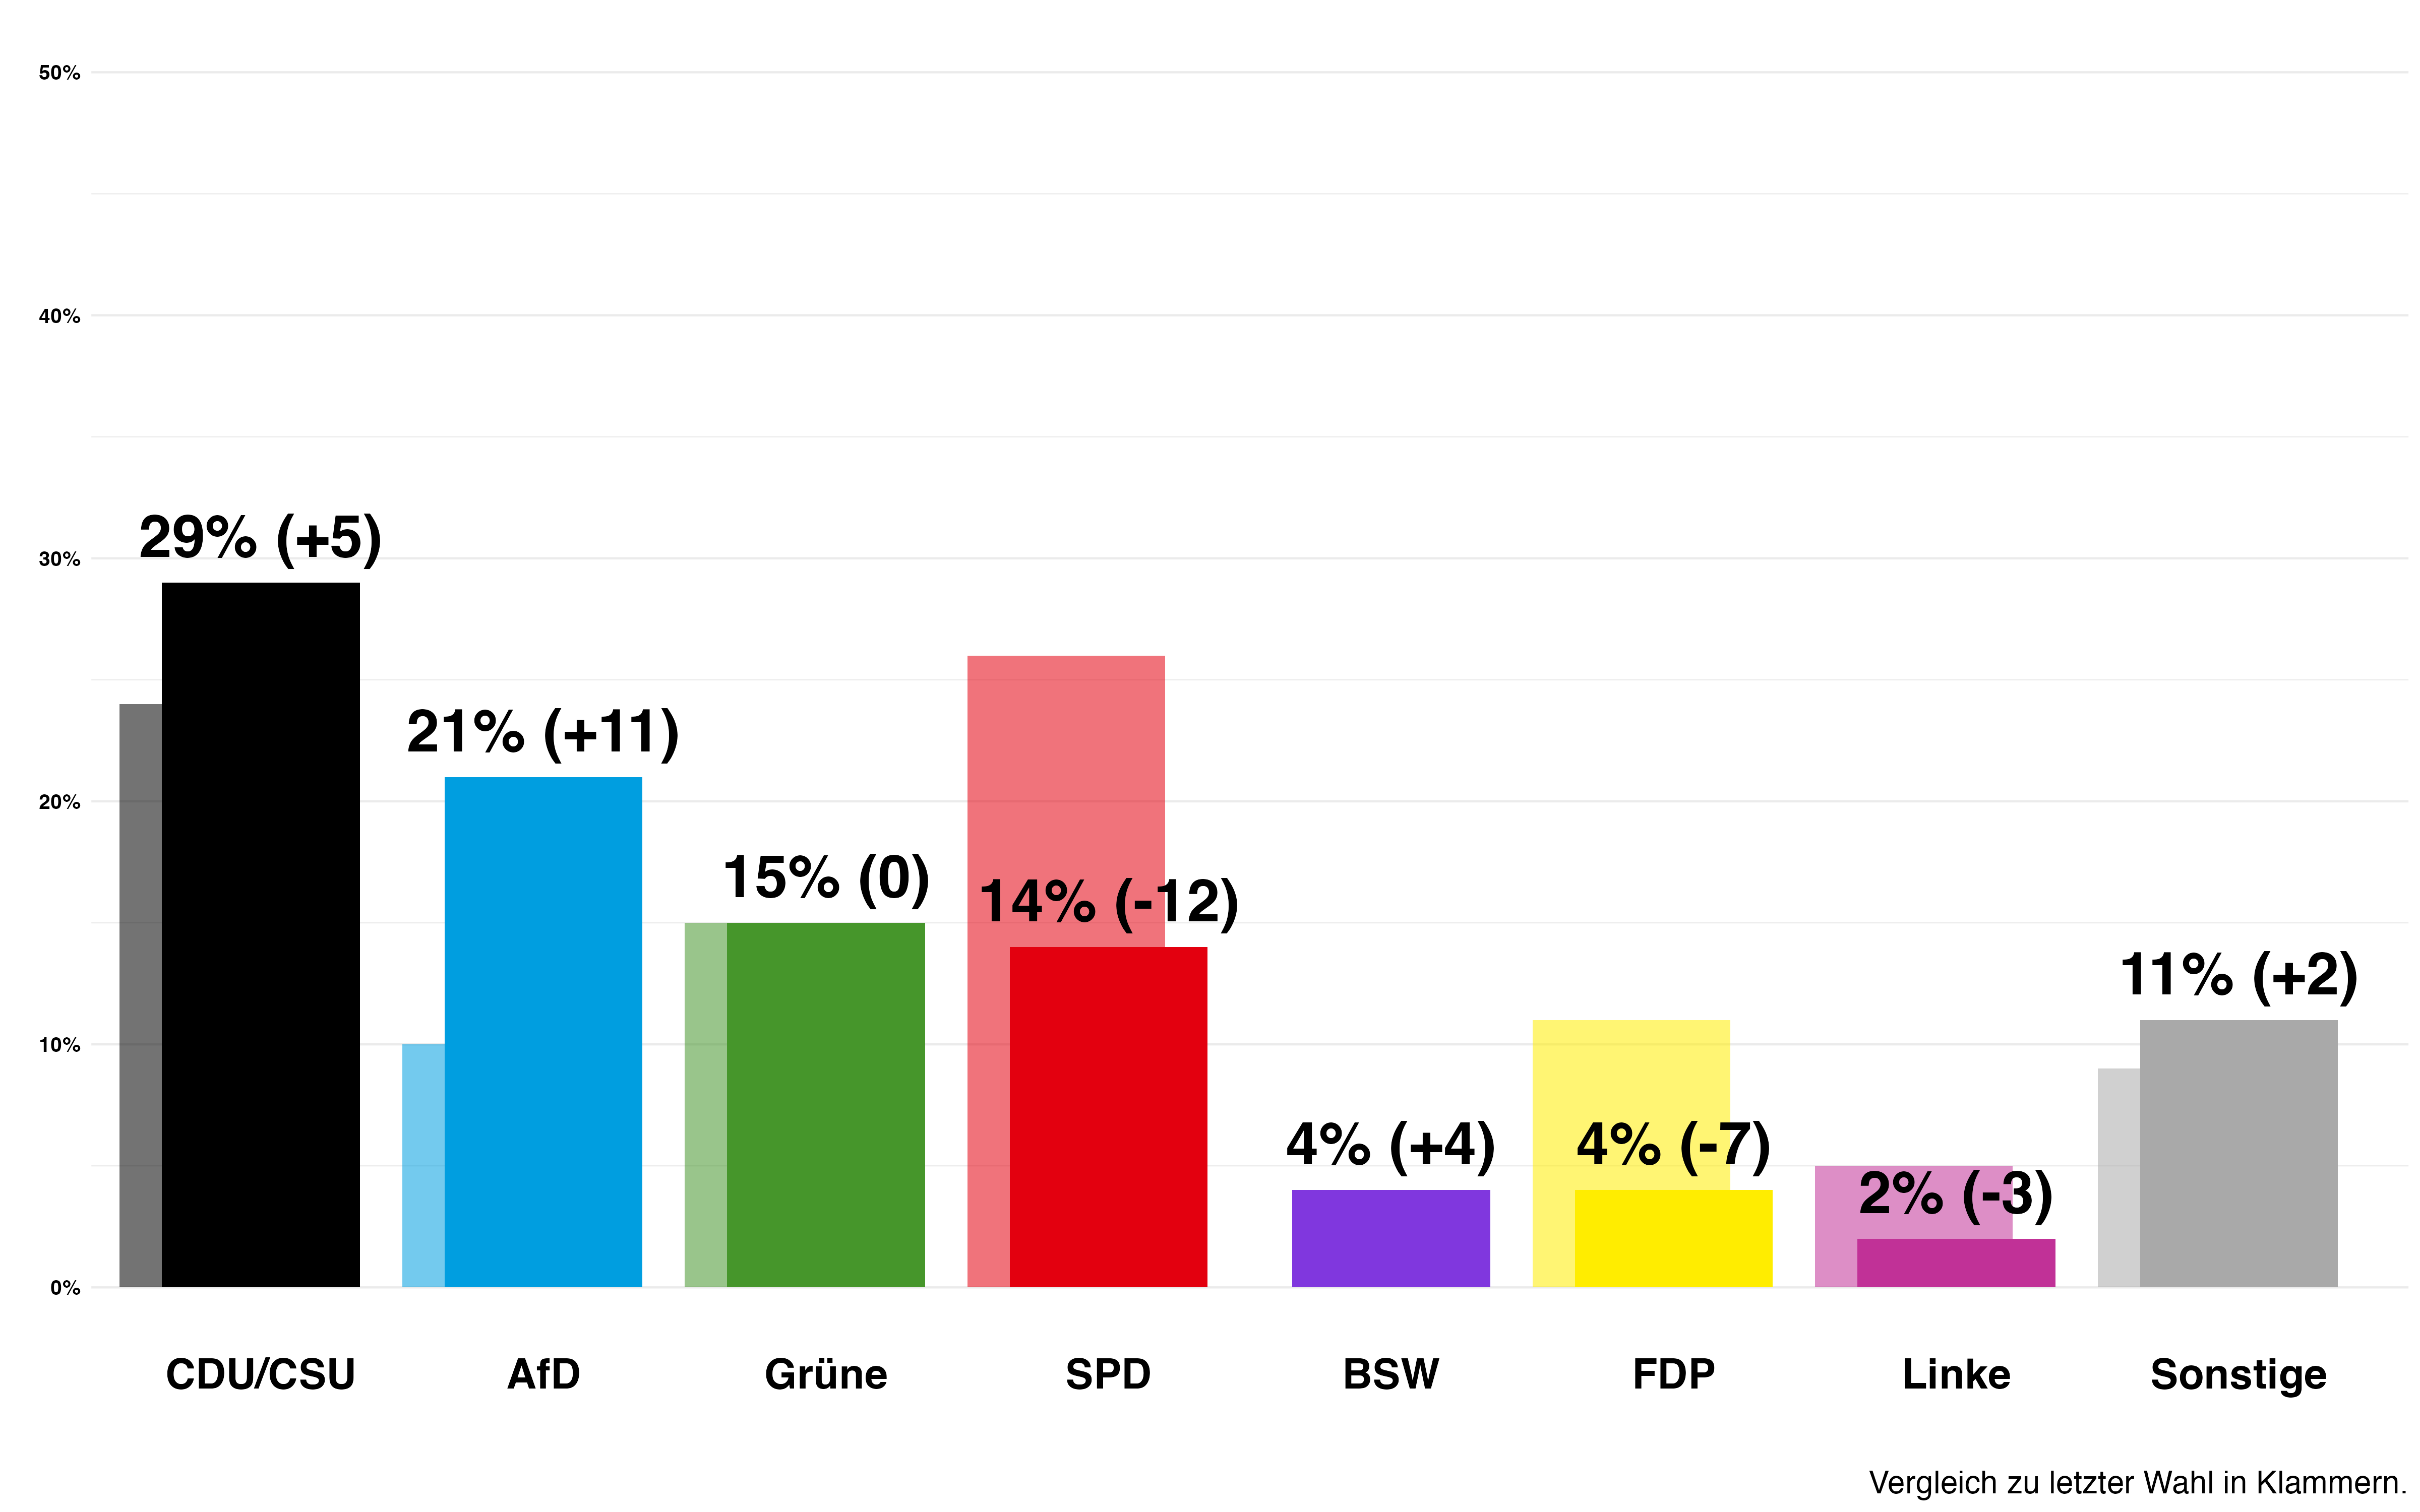 50%
40%
30%
20%
10%
0%
29% (+5)
21% (+11)
15% (0)
14% (-12)
4% (+4)
4% (-7)
2% (-3)
11% (+2)
CDU/CSU
AfD
Grüne
SPD
BSW
FDP
Linke
Sonstige
Vergleich zu letzter Wahl in Klammern.